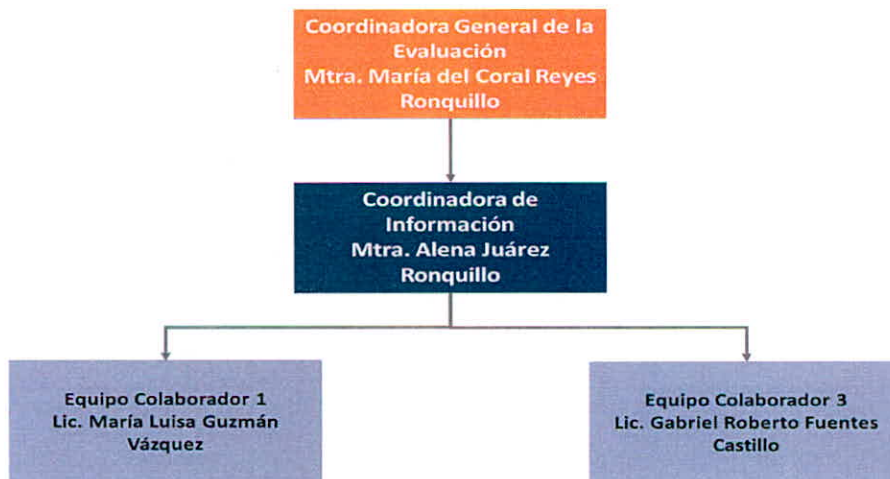 Coordinadora General de la
Evaluación
Mtra. María del Coral Reyes
Ronquillo
Coordinadora de
Información
Mtra. Alena Juárez
Ronquillo
Equipo Colaborador 1
Lic. María Luisa Guzmán
Vázquez
Equipo Colaborador 3
Lic. Gabriel Roberto Fuentes
Castillo